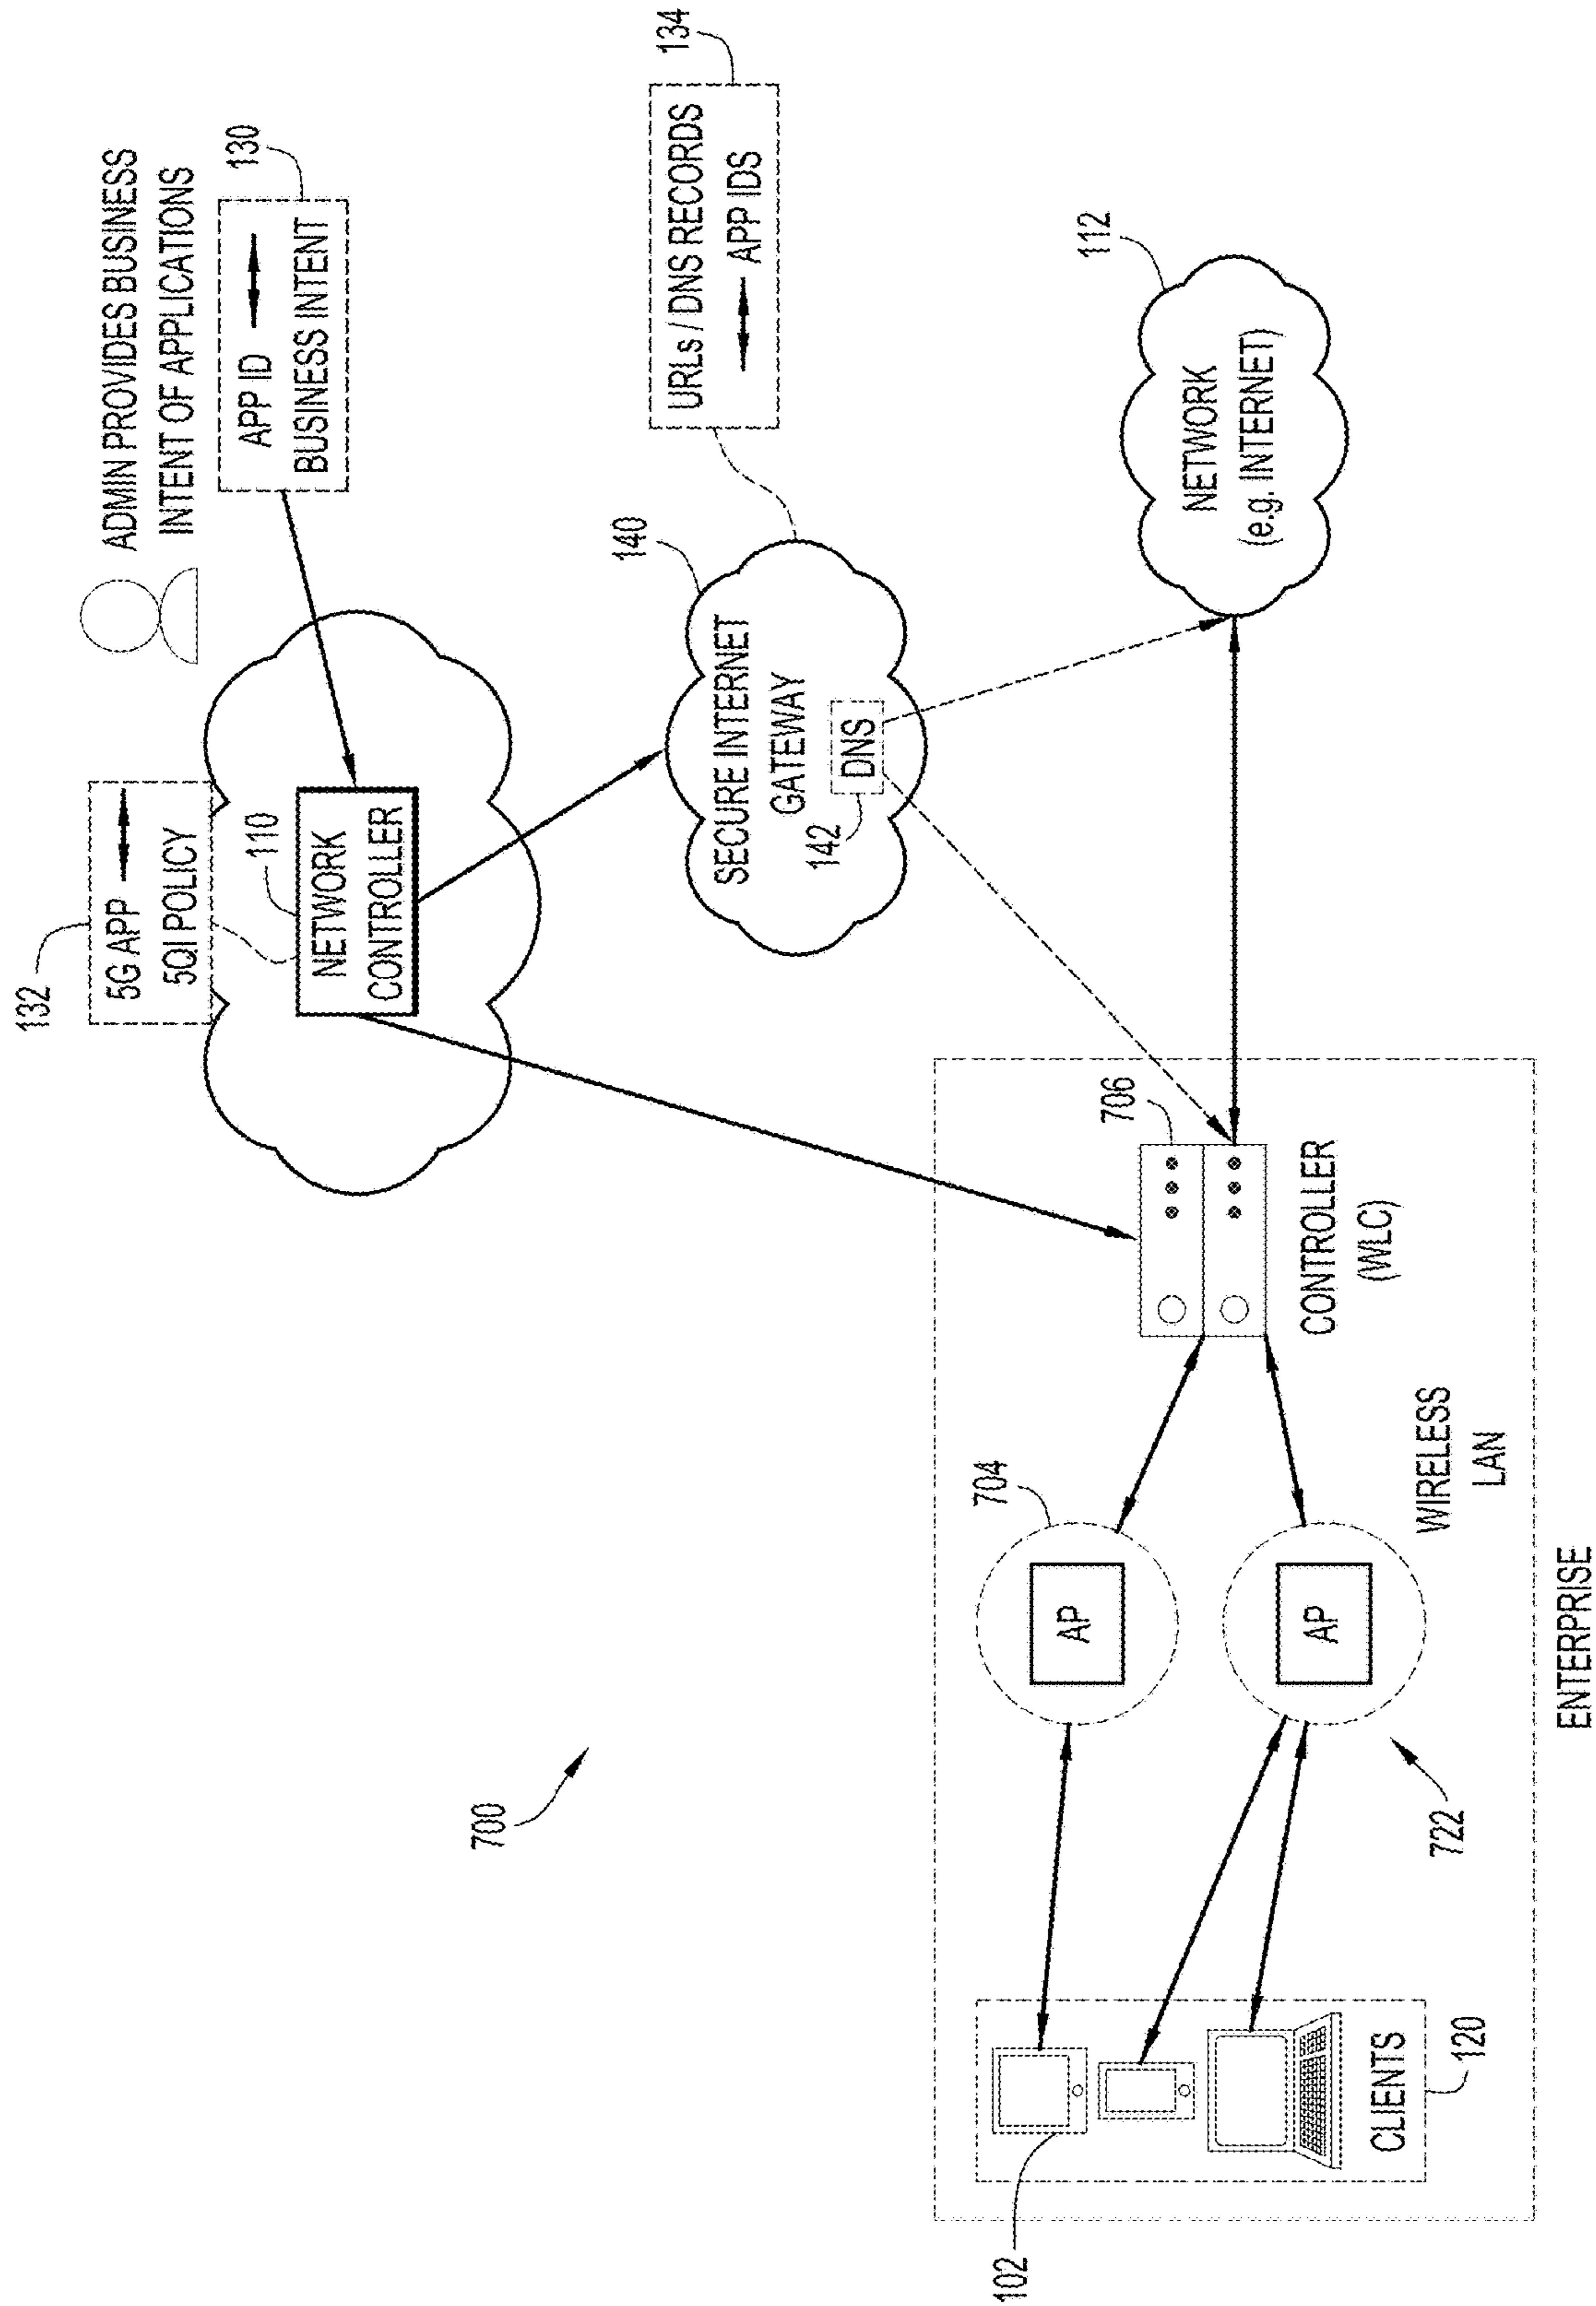 132
5G APP
5QI POLICY
ADMIN PROVIDES BUSINESS
INTENT OF APPLICATIONS
130
APP ID
BUSINESS INTENT
110
NETWORK
CONTROLLER
134
URLs / DNS RECORDS
APP IDS
140
SECURE INTERNET
GATEWAY
142
DNS
112
NETWORK
(e.g. INTERNET)
700
706
CONTROLLER
(WLC)
704
AP
AP
WIRELESS
LAN
722
102
CLIENTS
120
ENTERPRISE